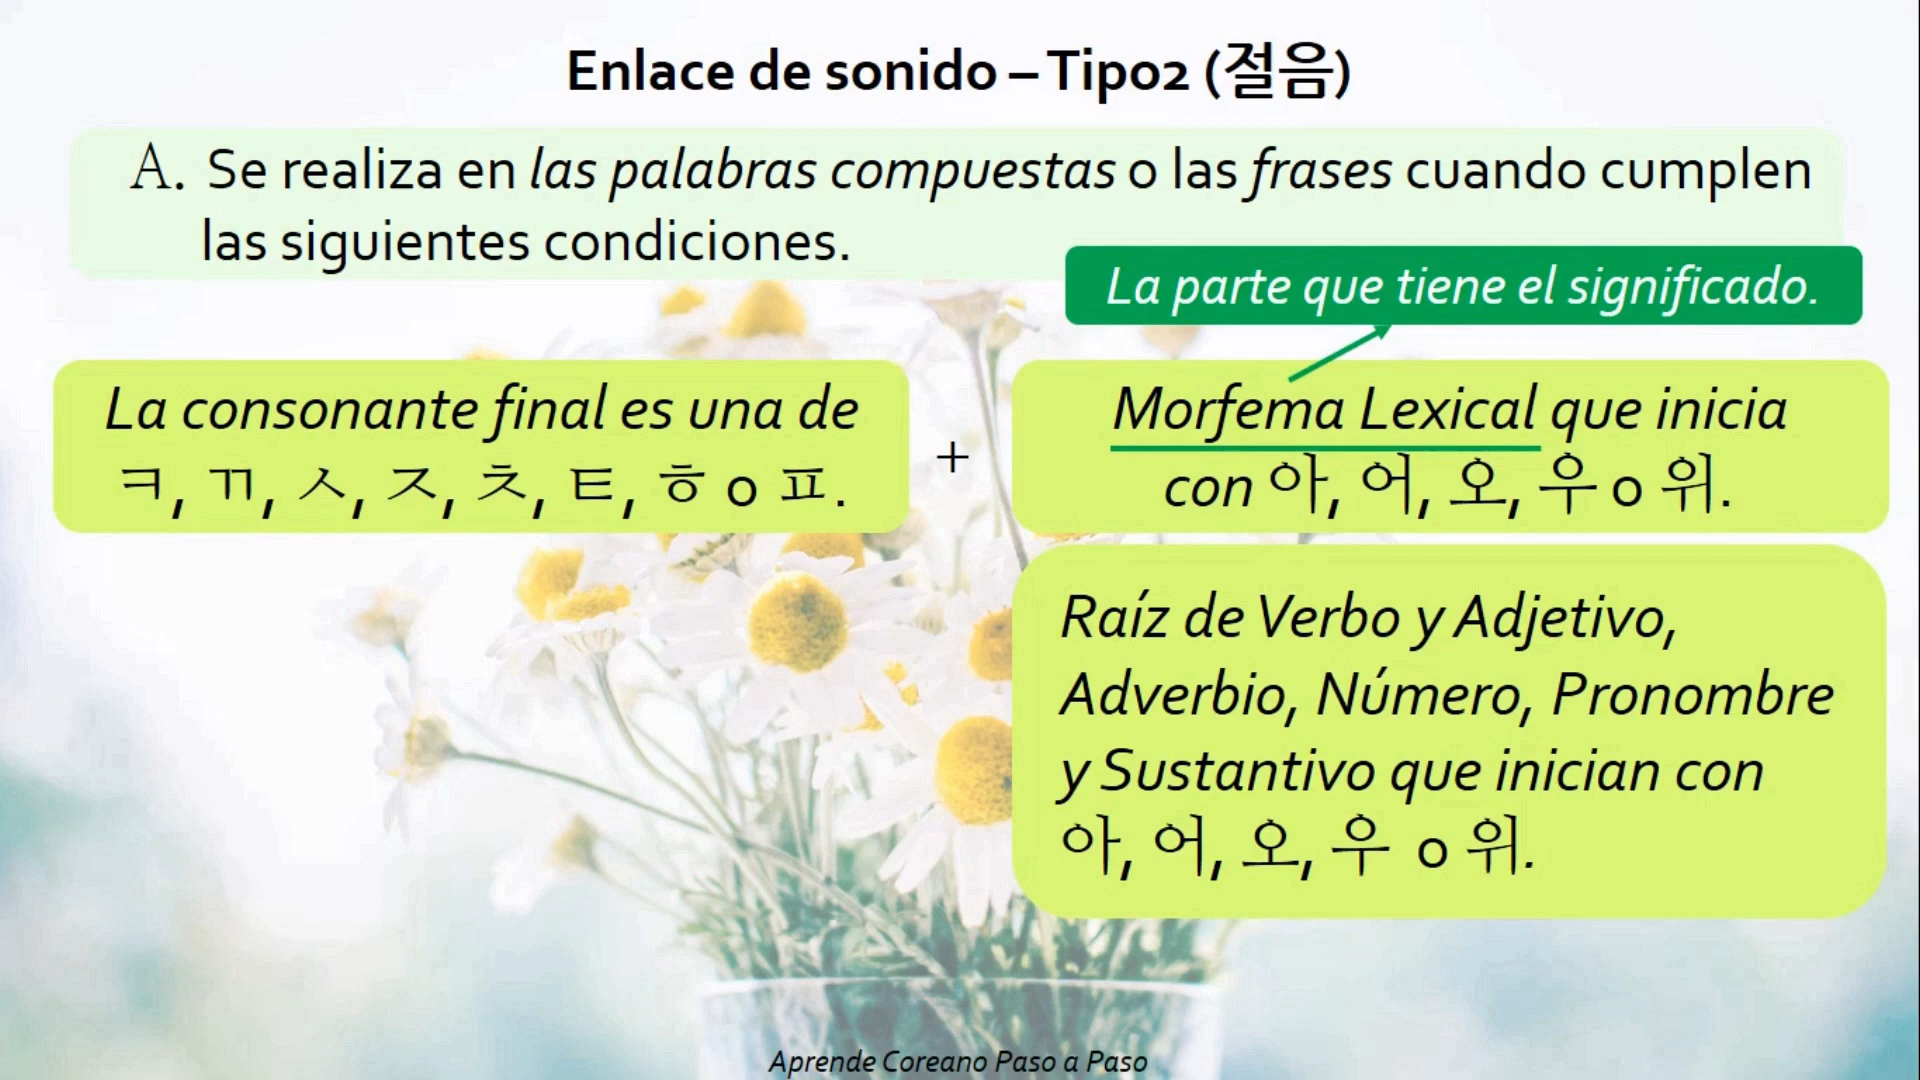 Enlace de sonido – Tipo2 (절음)
A. Se realiza en las palabras compuestas o las frases cuando cumplen
las siguientes condiciones.
La parte que tiene el significado.
La consonante final es una de
ㅋ, ㄲ, ㅅ, ㅈ, ㅊ, ㅌ, ㅎ o ㅍ.
+
Morfema Lexical que inicia
con 아, 어, 오, 우 o 위.
Raíz de Verbo y Adjetivo,
Adverbio, Número, Pronombre
y Sustantivo que inician con
아, 어, 오, 우 o 위.
Aprende Coreano Paso a Paso